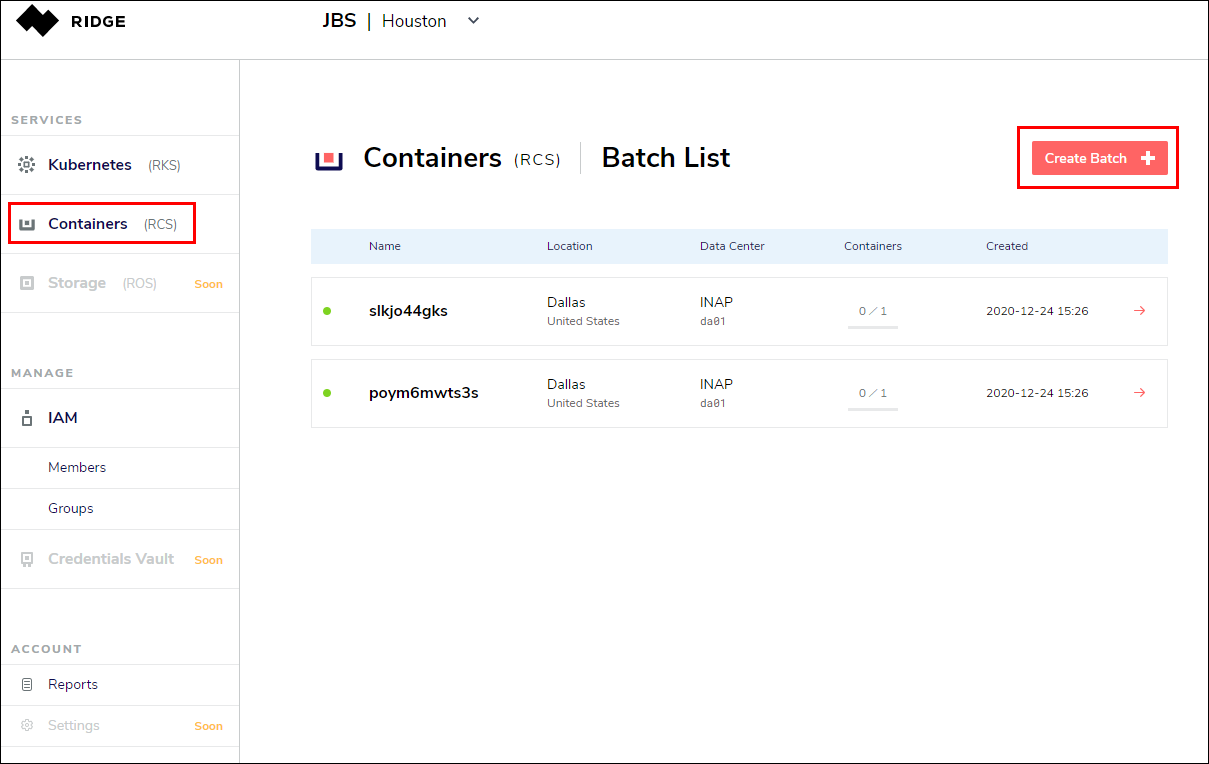 RIDGE
JBS | Houston
SERVICES
Kubernetes (RKS)
Containers (RCS)
Storage (ROS) Soon
MANAGE
IAM
Members
Groups
Credentials Vault Soon
ACCOUNT
Reports
Settings Soon
Containers (RCS) | Batch List
Create Batch +
Name Location Data Center Containers Created
slkjo44gks Dallas INAP 0 / 1 2020-12-24 15:26
United States da01
poym6mwts3s Dallas INAP 0 / 1 2020-12-24 15:26
United States da01